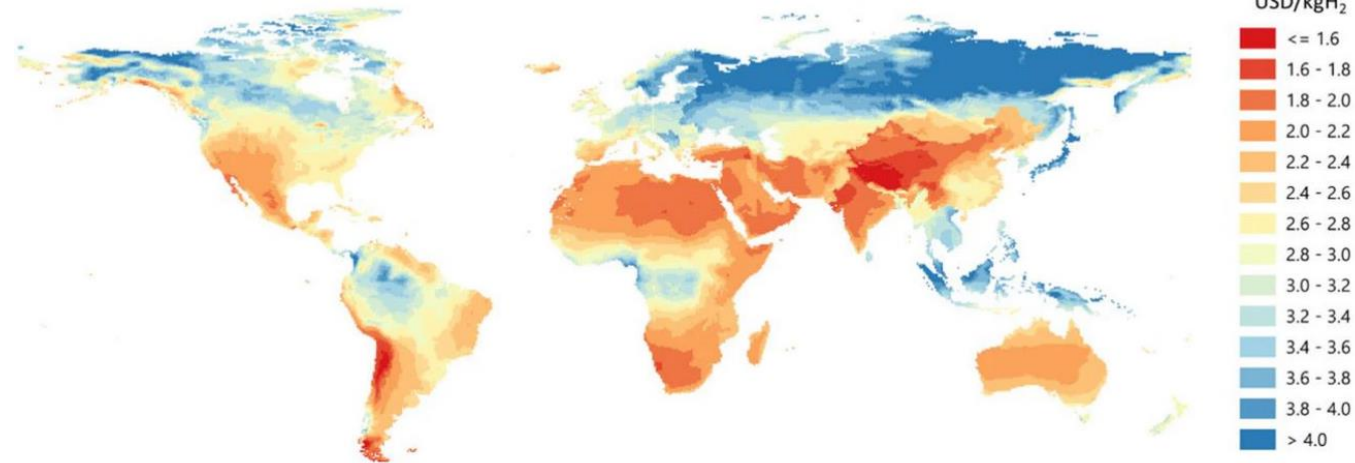 USD/kgH₂
<= 1.6
1.6 - 1.8
1.8 - 2.0
2.0 - 2.2
2.2 - 2.4
2.4 - 2.6
2.6 - 2.8
2.8 - 3.0
3.0 - 3.2
3.2 - 3.4
3.4 - 3.6
3.6 - 3.8
3.8 - 4.0
> 4.0